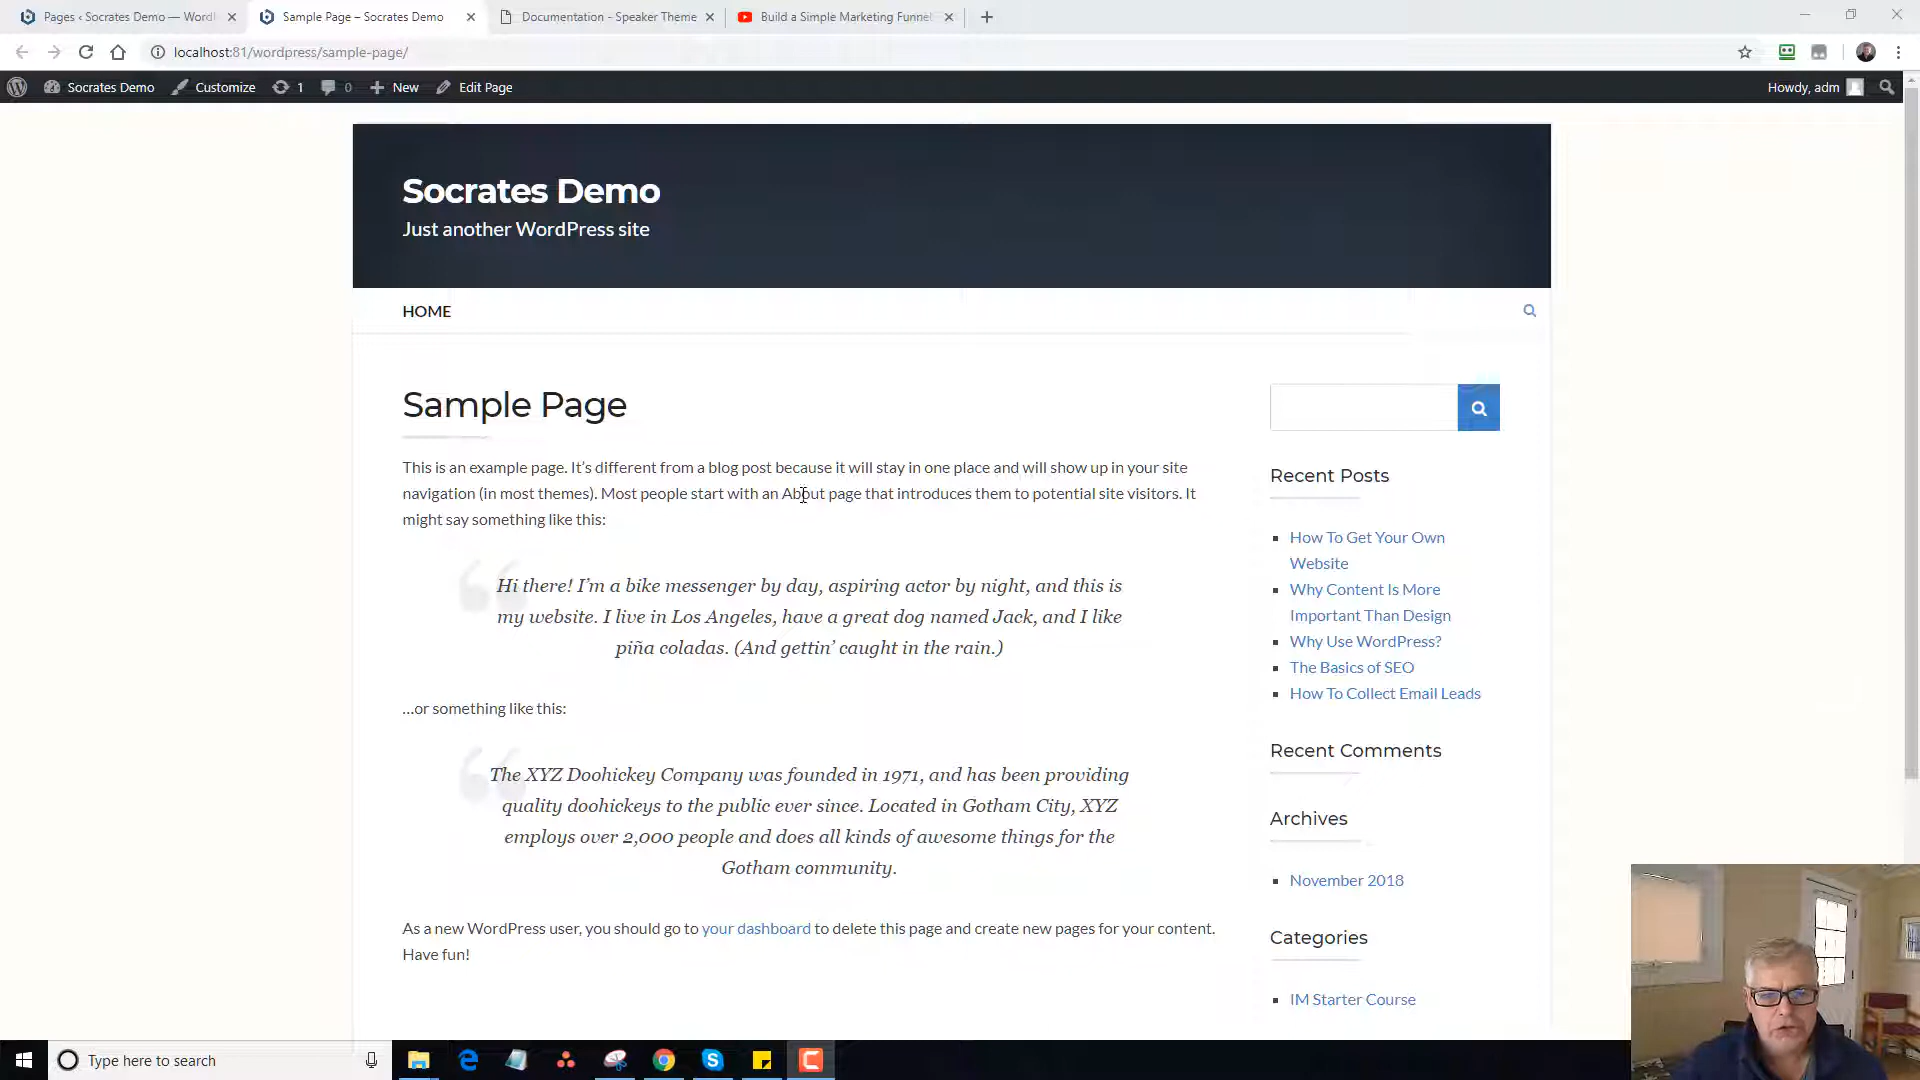 Pages ‹ Socrates Demo — Word
Sample Page – Socrates Demo
Documentation - Speaker Theme
Build a Simple Marketing Funnel
localhost:81/wordpress/sample-page/
Socrates Demo
Customize
1
0
New
Edit Page
Howdy, adm
Socrates Demo
Just another WordPress site
HOME
Sample Page
This is an example page. It’s different from a blog post because it will stay in one place and will show up in your site
navigation (in most themes). Most people start with an About page that introduces them to potential site visitors. It
might say something like this:
Hi there! I’m a bike messenger by day, aspiring actor by night, and this is
my website. I live in Los Angeles, have a great dog named Jack, and I like
piña coladas. (And gettin’ caught in the rain.)
…or something like this:
The XYZ Doohickey Company was founded in 1971, and has been providing
quality doohickeys to the public ever since. Located in Gotham City, XYZ
employs over 2,000 people and does all kinds of awesome things for the
Gotham community.
As a new WordPress user, you should go to your dashboard to delete this page and create new pages for your content.
Have fun!
Recent Posts
How To Get Your Own
Website
Why Content Is More
Important Than Design
Why Use WordPress?
The Basics of SEO
How To Collect Email Leads
Recent Comments
Archives
November 2018
Categories
IM Starter Course
Type here to search